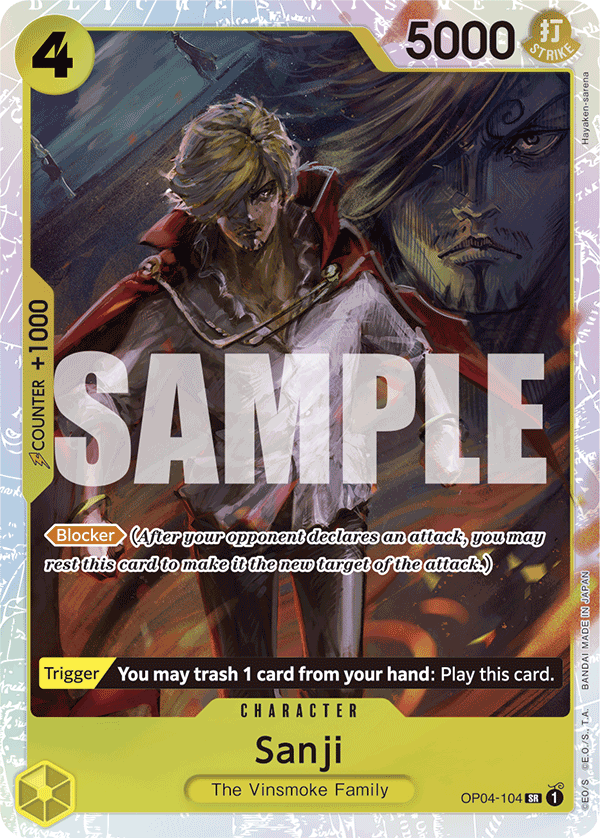 4
5000
打
STRIKE
Hayaken-sarena
COUNTER +1000
SAMPLE
Blocker (After your opponent declares an attack, you may
rest this card to make it the new target of the attack.)
Trigger You may trash 1 card from your hand: Play this card.
CHARACTER
Sanji
The Vinsmoke Family
OP04-104 SR 1
©E.O/S ©E.O./S., T.A. BANDAI MADE IN JAPAN